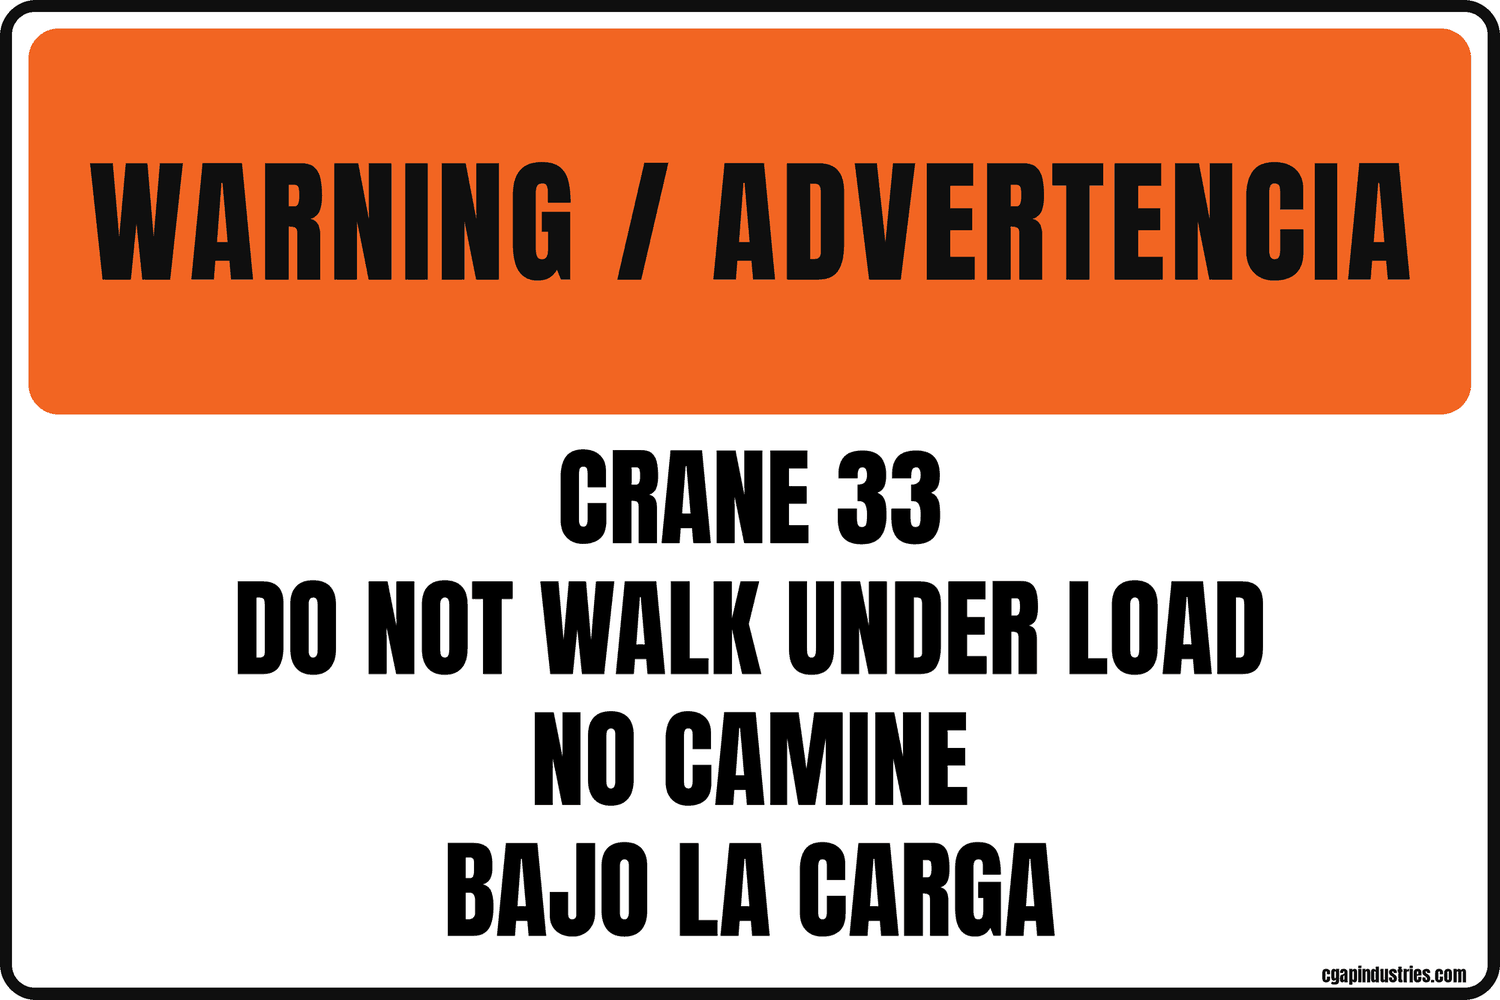 WARNING / ADVERTENCIA
CRANE 33
DO NOT WALK UNDER LOAD
NO CAMINE
BAJO LA CARGA
cgapindustries.com